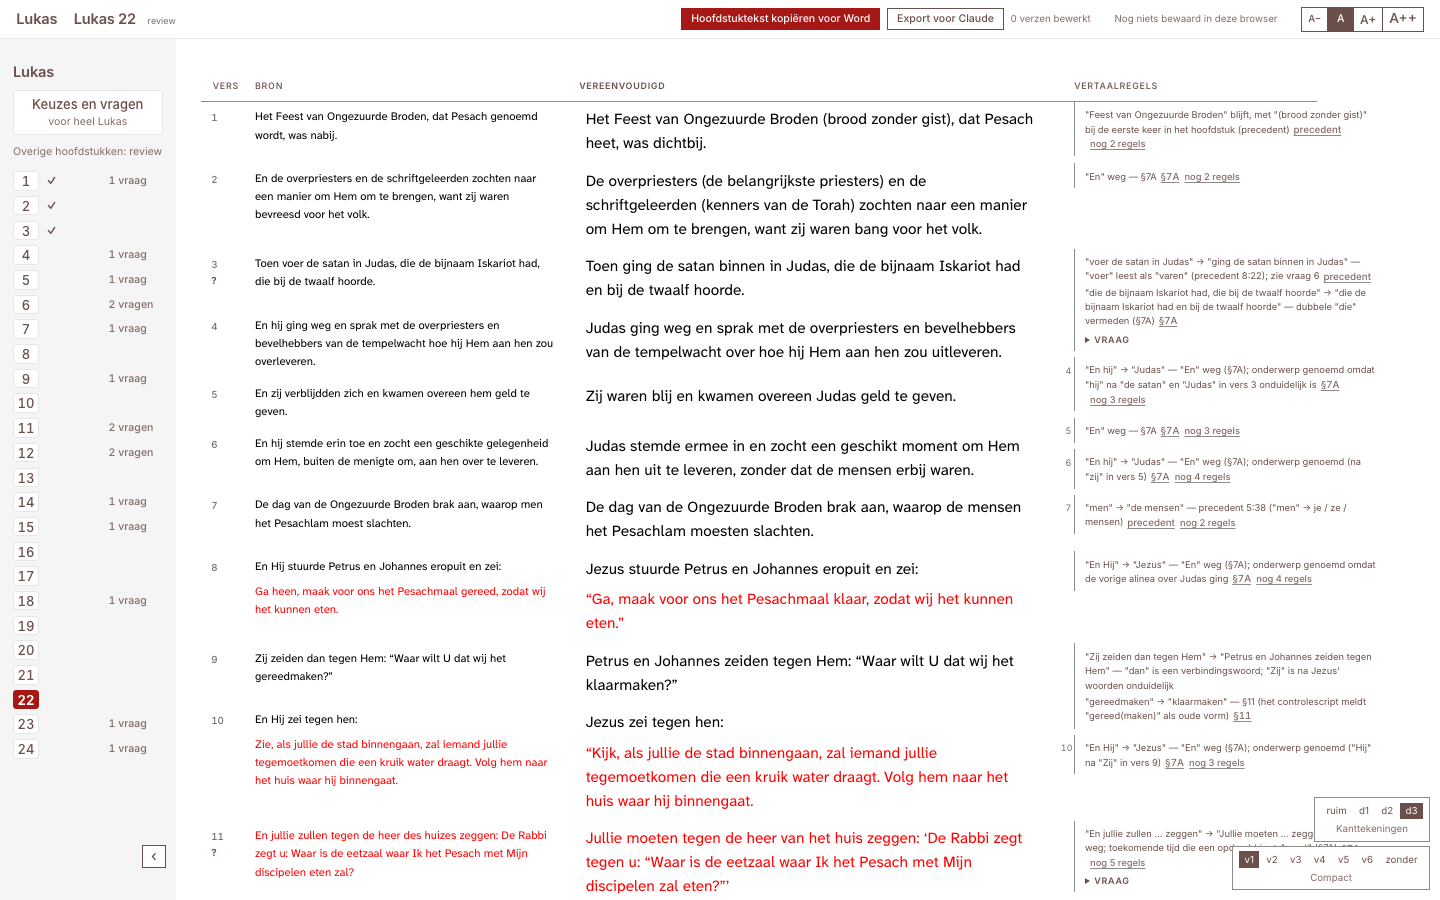 Lukas Lukas 22 review Hoofdstuktekst kopiëren voor Word Export voor Claude 0 verzen bewerkt Nog niets bewaard in deze browser A− A A+ A++
Lukas
Keuzes en vragen
voor heel Lukas
Overige hoofdstukken: review
1 ✓ 1 vraag
2 ✓
3 ✓
4 1 vraag
5 1 vraag
6 2 vragen
7 1 vraag
8
9 1 vraag
10
11 2 vragen
12 2 vragen
13
14 1 vraag
15 1 vraag
16
17
18 1 vraag
19
20
21
22
23 1 vraag
24 1 vraag
VERS BRON VEREENVOUDIGD VERTAALREGELS
1
Het Feest van Ongezuurde Broden, dat Pesach genoemd
wordt, was nabij.
Het Feest van Ongezuurde Broden (brood zonder gist), dat Pesach
heet, was dichtbij.
"Feest van Ongezuurde Broden" blijft, met "(brood zonder gist)"
bij de eerste keer in het hoofdstuk (precedent) precedent
nog 2 regels
2
En de overpriesters en de schriftgeleerden zochten naar
een manier om Hem om te brengen, want zij waren
bevreesd voor het volk.
De overpriesters (de belangrijkste priesters) en de
schriftgeleerden (kenners van de Torah) zochten naar een manier
om Hem om te brengen, want zij waren bang voor het volk.
"En" weg — §7A §7A nog 2 regels
3
?
Toen voer de satan in Judas, die de bijnaam Iskariot had,
die bij de twaalf hoorde.
Toen ging de satan binnen in Judas, die de bijnaam Iskariot had
en bij de twaalf hoorde.
"voer de satan in Judas" → "ging de satan binnen in Judas" —
"voer" leest als "varen" (precedent 8:22); zie vraag 6 precedent
"die de bijnaam Iskariot had, die bij de twaalf hoorde" → "die de
bijnaam Iskariot had en bij de twaalf hoorde" — dubbele "die"
vermeden (§7A) §7A
▶ VRAAG
4
En hij ging weg en sprak met de overpriesters en
bevelhebbers van de tempelwacht hoe hij Hem aan hen zou
overleveren.
Judas ging weg en sprak met de overpriesters en bevelhebbers
van de tempelwacht over hoe hij Hem aan hen zou uitleveren.
4 "En hij" → "Judas" — "En" weg (§7A); onderwerp genoemd omdat
"hij" na "de satan" en "Judas" in vers 3 onduidelijk is §7A
nog 3 regels
5
En zij verblijdden zich en kwamen overeen hem geld te
geven.
Zij waren blij en kwamen overeen Judas geld te geven.
5 "En" weg — §7A §7A nog 3 regels
6
En hij stemde erin toe en zocht een geschikte gelegenheid
om Hem, buiten de menigte om, aan hen over te leveren.
Judas stemde ermee in en zocht een geschikt moment om Hem
aan hen uit te leveren, zonder dat de mensen erbij waren.
6 "En hij" → "Judas" — "En" weg (§7A); onderwerp genoemd (na
"zij" in vers 5) §7A nog 4 regels
7
De dag van de Ongezuurde Broden brak aan, waarop men
het Pesachlam moest slachten.
De dag van de Ongezuurde Broden brak aan, waarop de mensen
het Pesachlam moesten slachten.
7 "men" → "de mensen" — precedent 5:38 ("men" → je / ze /
mensen) precedent nog 2 regels
8
En Hij stuurde Petrus en Johannes eropuit en zei:
Ga heen, maak voor ons het Pesachmaal gereed, zodat wij
het kunnen eten.
Jezus stuurde Petrus en Johannes eropuit en zei:
“Ga, maak voor ons het Pesachmaal klaar, zodat wij het kunnen
eten.”
"En Hij" → "Jezus" — "En" weg (§7A); onderwerp genoemd omdat
de vorige alinea over Judas ging §7A nog 4 regels
9
Zij zeiden dan tegen Hem: “Waar wilt U dat wij het
gereedmaken?”
Petrus en Johannes zeiden tegen Hem: “Waar wilt U dat wij het
klaarmaken?”
"Zij zeiden dan tegen Hem" → "Petrus en Johannes zeiden tegen
Hem" — "dan" is een verbindingswoord; "Zij" is na Jezus'
woorden onduidelijk
"gereedmaken" → "klaarmaken" — §11 (het controlescript meldt
"gereed(maken)" als oude vorm) §11
10
En Hij zei tegen hen:
Zie, als jullie de stad binnengaan, zal iemand jullie
tegemoetkomen die een kruik water draagt. Volg hem naar
het huis waar hij binnengaat.
Jezus zei tegen hen:
“Kijk, als jullie de stad binnengaan, zal iemand jullie
tegemoetkomen die een kruik water draagt. Volg hem naar het
huis waar hij binnengaat.
10 "En Hij" → "Jezus" — "En" weg (§7A); onderwerp genoemd ("Hij"
na "Zij" in vers 9) §7A nog 3 regels
11
?
En jullie zullen tegen de heer des huizes zeggen: De Rabbi
zegt u: Waar is de eetzaal waar Ik het Pesach met Mijn
discipelen eten zal?
Jullie moeten tegen de heer van het huis zeggen: ‘De Rabbi zegt
tegen u: “Waar is de eetzaal waar Ik het Pesach met Mijn
discipelen zal eten?”’
"En jullie zullen ... zeggen" → "Jullie moeten ... zegg
weg; toekomende tijd die een
nog 5 regels
▶ VRAAG
ruim d1 d2 d3
Kanttekeningen
v1 v2 v3 v4 v5 v6 zonder
Compact